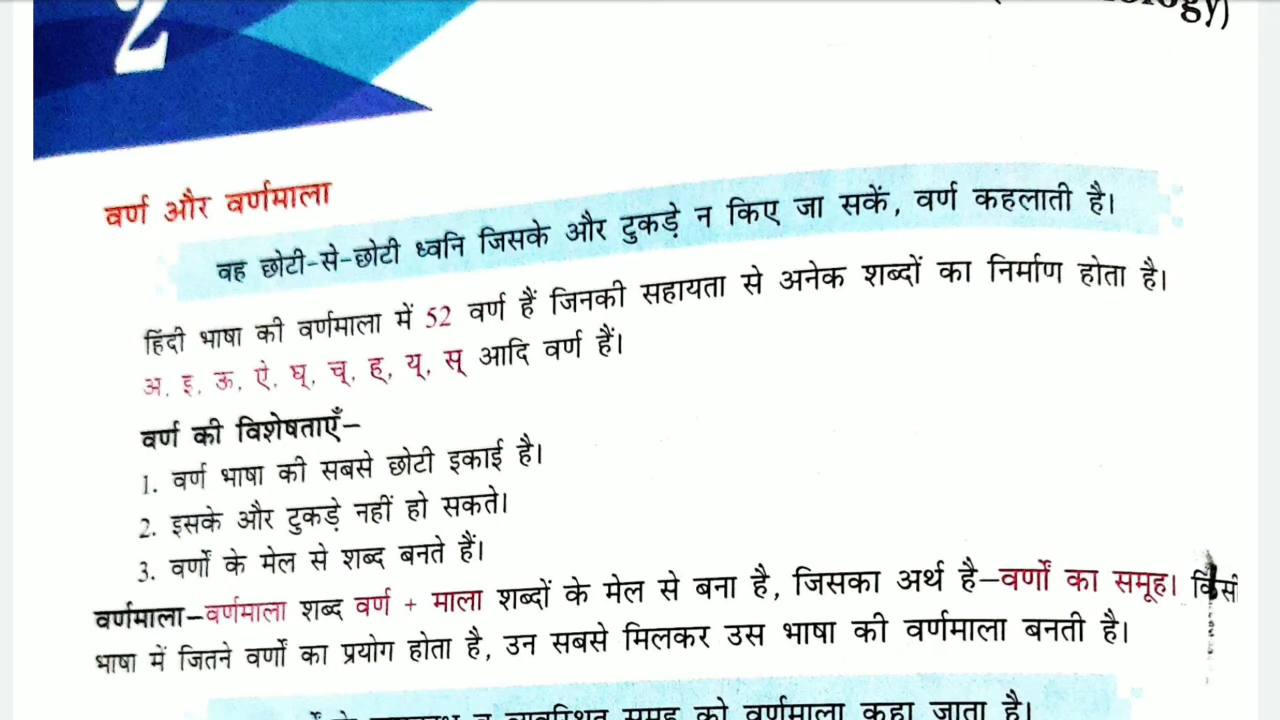 2
वर्ण और वर्णमाला
वह छोटी-से-छोटी ध्वनि जिसके और टुकड़े न किए जा सकें, वर्ण कहलाती है।
हिंदी भाषा की वर्णमाला में 52 वर्ण हैं जिनकी सहायता से अनेक शब्दों का निर्माण होता है।
अ, इ, ऊ, ऐ, घ्, च्, ह्, य्, स् आदि वर्ण हैं।
वर्ण की विशेषताएँ–
1. वर्ण भाषा की सबसे छोटी इकाई है।
2. इसके और टुकड़े नहीं हो सकते।
3. वर्णों के मेल से शब्द बनते हैं।
वर्णमाला–वर्णमाला शब्द वर्ण + माला शब्दों के मेल से बना है, जिसका अर्थ है–वर्णों का समूह। किसी
भाषा में जितने वर्णों का प्रयोग होता है, उन सबसे मिलकर उस भाषा की वर्णमाला बनती है।
व समूह को वर्णमाला कहा जाता है।